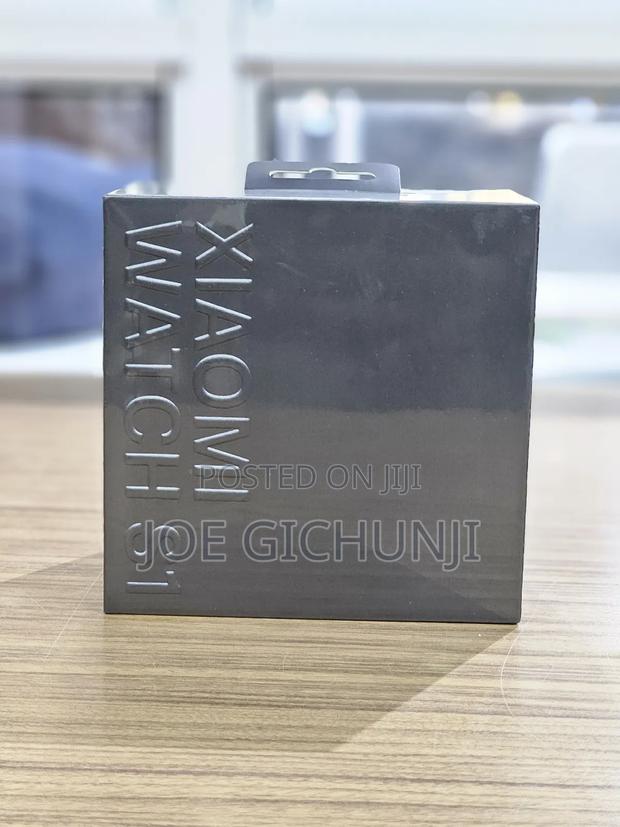 XIAOMI
WATCH S1
POSTED ON JIJI
JOE GICHUNJI